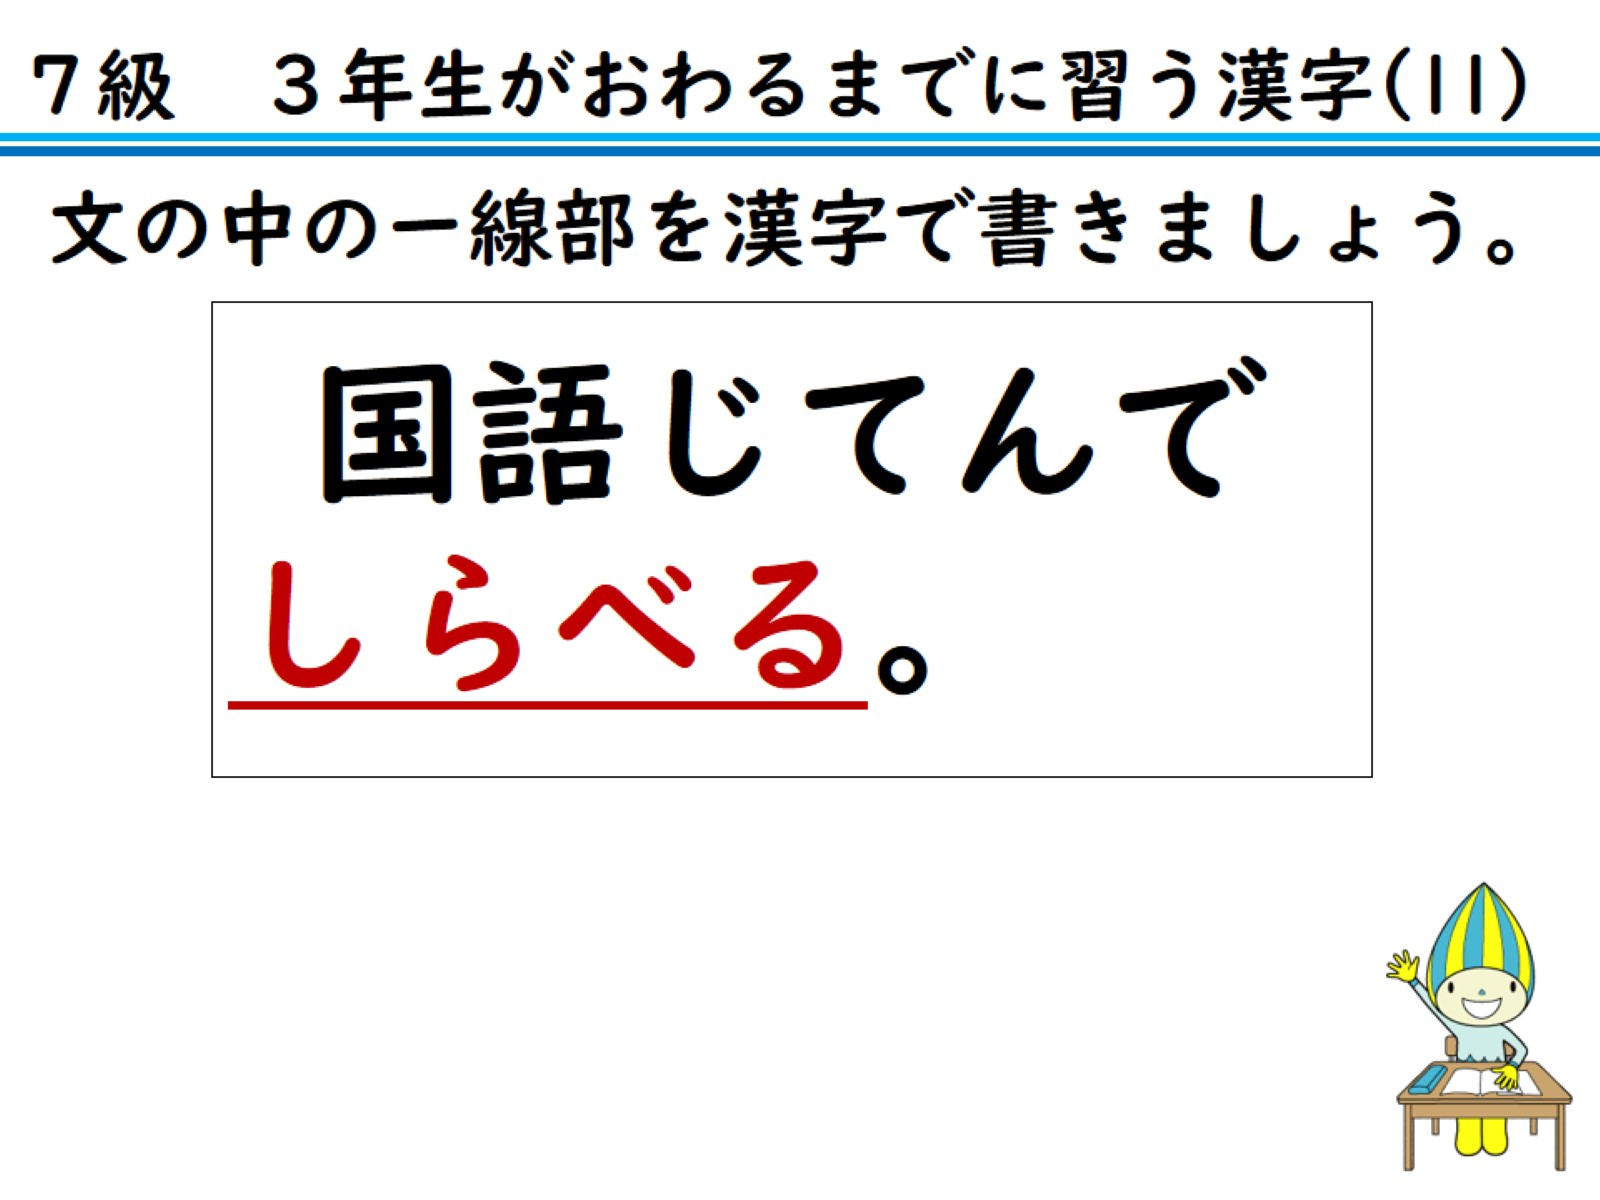 ７級　３年生がおわるまでに習う漢字(11)
文の中の一線部を漢字で書きましょう。
国語じてんで
しらべる。